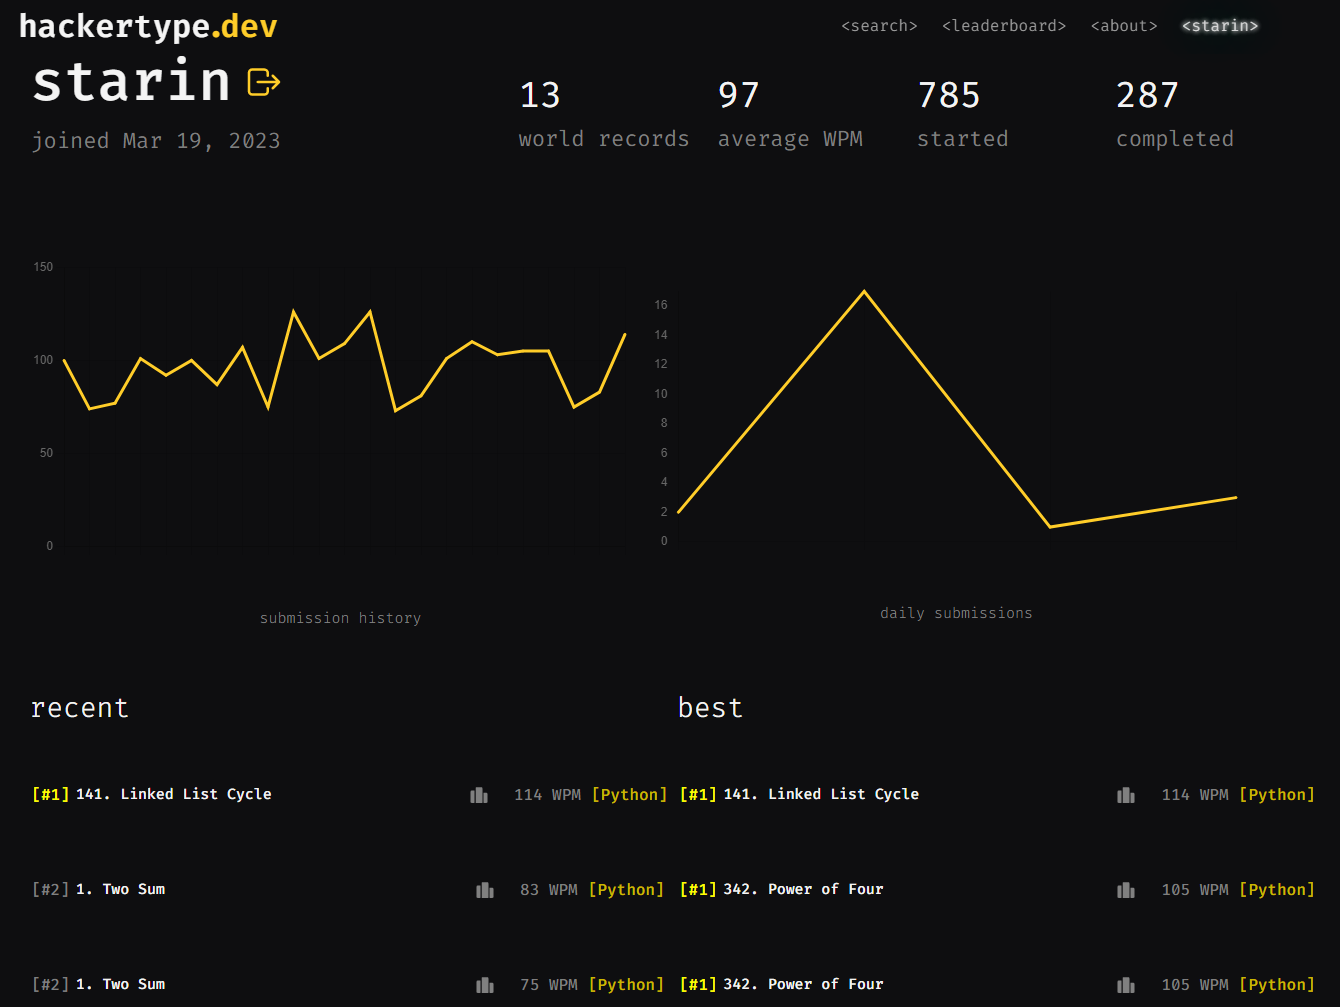 hackertype.dev
<search> <leaderboard> <about> <starin>
starin
joined Mar 19, 2023
13 97 785 287
world records average WPM started completed
150
100
50
0
submission history
16
14
12
10
8
6
4
2
0
daily submissions
recent
[#1] 141. Linked List Cycle 114 WPM [Python]
[#2] 1. Two Sum 83 WPM [Python]
[#2] 1. Two Sum 75 WPM [Python]
best
[#1] 141. Linked List Cycle 114 WPM [Python]
[#1] 342. Power of Four 105 WPM [Python]
[#1] 342. Power of Four 105 WPM [Python]